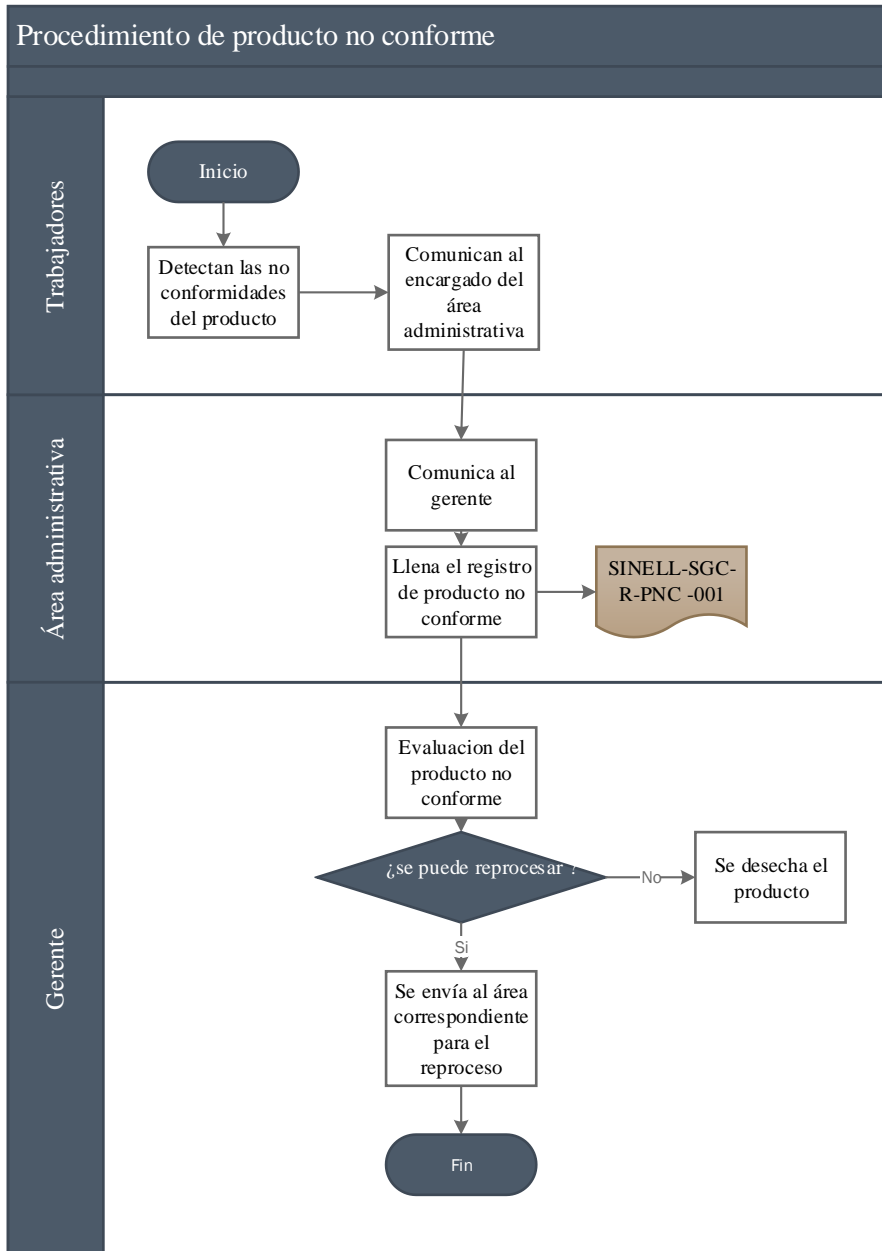 Procedimiento de producto no conforme
Trabajadores
Inicio
Detectan las no
conformidades
del producto
Comunican al
encargado del
área
administrativa
Área administrativa
Comunica al
gerente
Llena el registro
de producto no
conforme
SINELL-SGC-
R-PNC -001
Gerente
Evaluacion del
producto no
conforme
¿se puede reprocesar ?
No
Se desecha el
producto
Si
Se envía al área
correspondiente
para el
reproceso
Fin